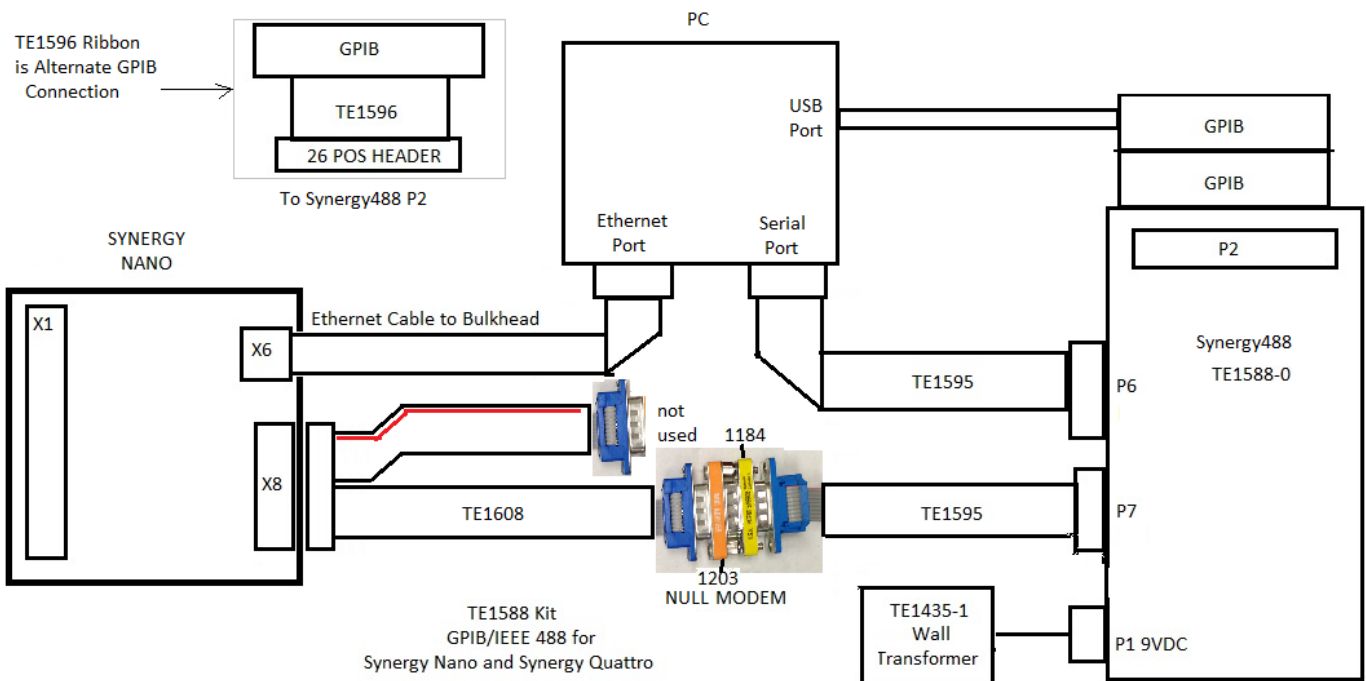 PC
TE1596 Ribbon
is Alternate GPIB
Connection
GPIB
TE1596
26 POS HEADER
To Synergy488 P2
USB
Port
GPIB
GPIB
Ethernet
Port
Serial
Port
P2
SYNERGY
NANO
X1
Ethernet Cable to Bulkhead
X6
Synergy488
TE1588-0
TE1595
P6
not
used
1184
X8
TE1608
TE1595
P7
1203
NULL MODEM
TE1588 Kit
GPIB/IEEE 488 for
Synergy Nano and Synergy Quattro
TE1435-1
Wall
Transformer
P1 9VDC